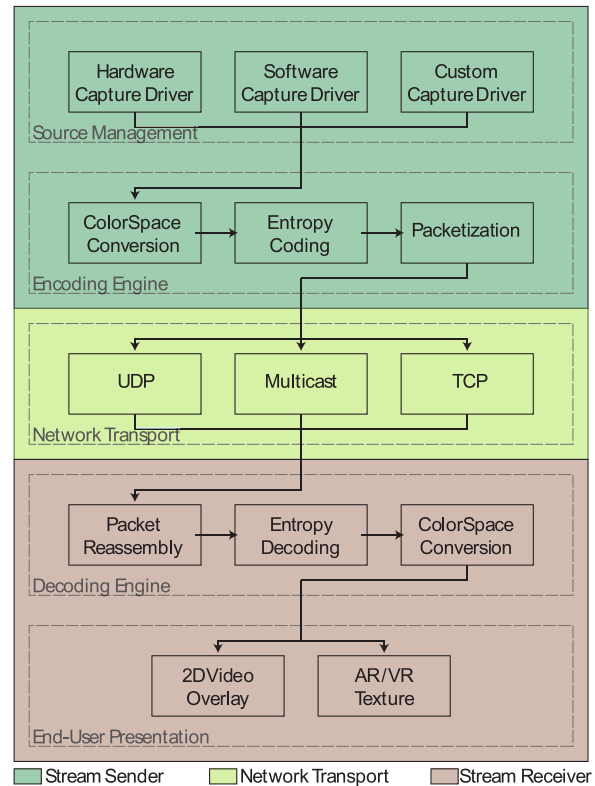 Hardware
Capture Driver
Software
Capture Driver
Custom
Capture Driver
Source Management
ColorSpace
Conversion
Entropy
Coding
Packetization
Encoding Engine
UDP
Multicast
TCP
Network Transport
Packet
Reassembly
Entropy
Decoding
ColorSpace
Conversion
Decoding Engine
2D Video
Overlay
AR/VR
Texture
End-User Presentation
Stream Sender
Network Transport
Stream Receiver